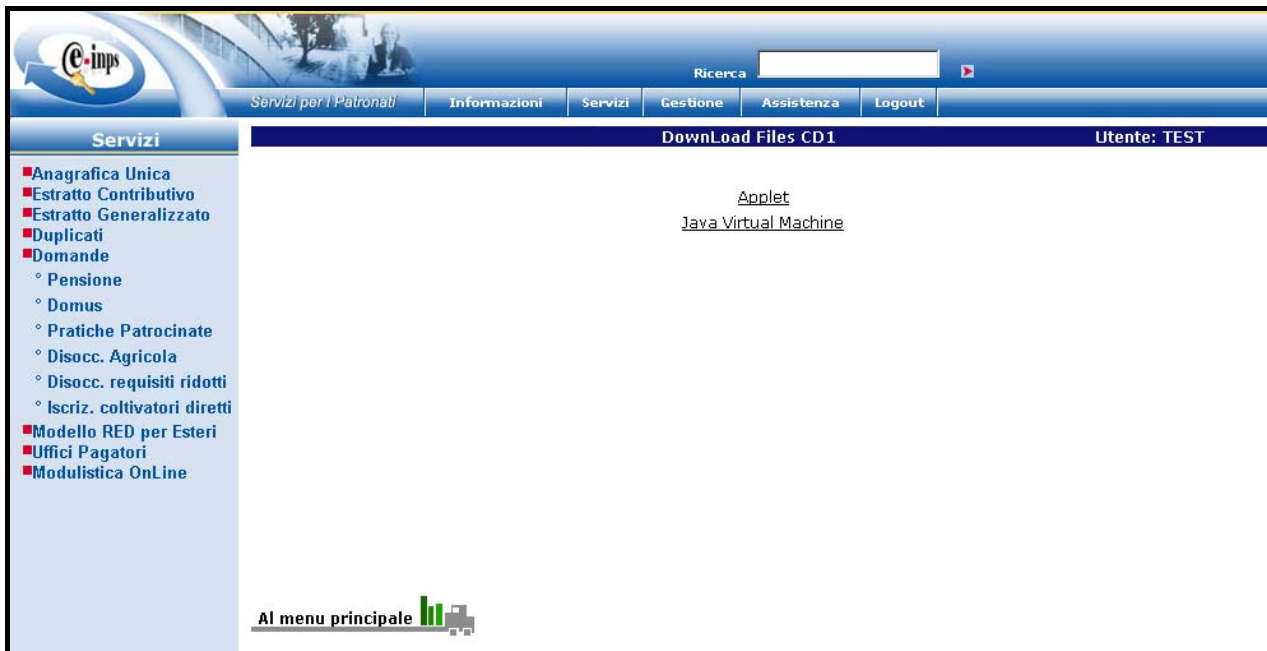 e-inps
Ricerca
Servizi per i Patronati
Informazioni
Servizi
Gestione
Assistenza
Logout
Servizi
DownLoad Files CD1
Utente: TEST
Anagrafica Unica
Estratto Contributivo
Estratto Generalizzato
Duplicati
Domande
° Pensione
° Domus
° Pratiche Patrocinate
° Disocc. Agricola
° Disocc. requisiti ridotti
° Iscriz. coltivatori diretti
Modello RED per Esteri
Uffici Pagatori
Modulistica OnLine
Applet
Java Virtual Machine
Al menu principale